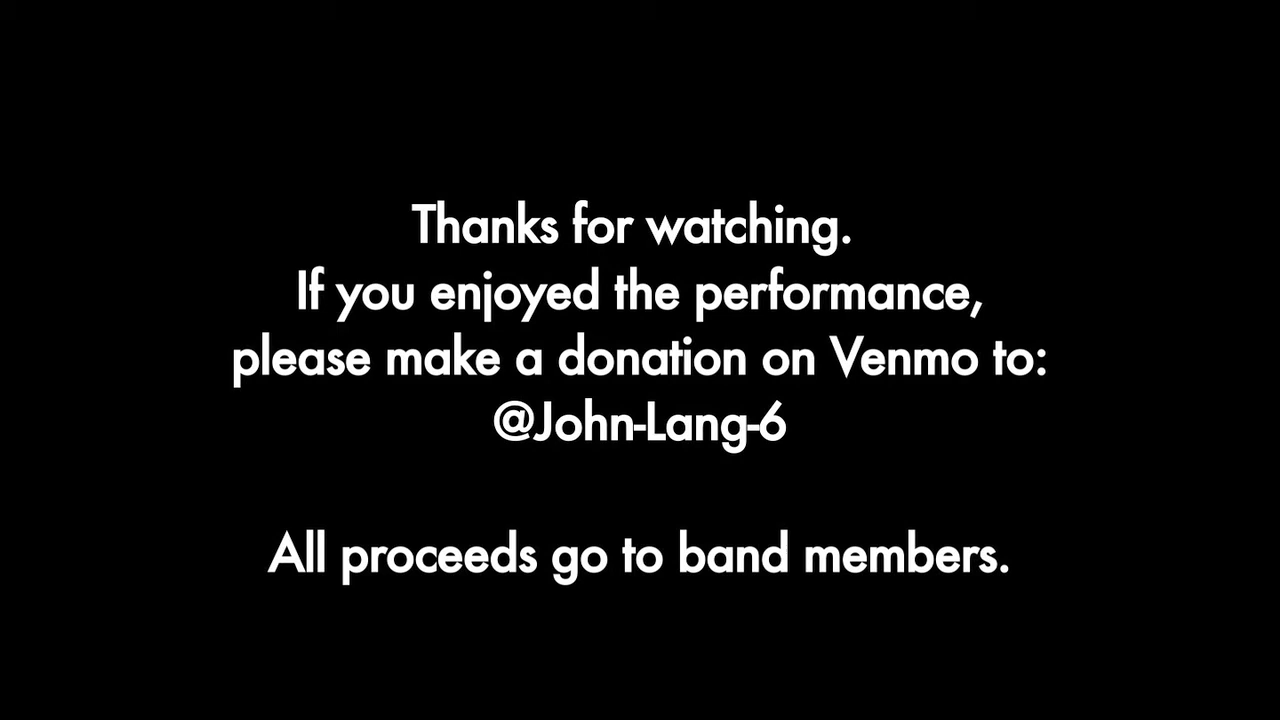 Thanks for watching.
If you enjoyed the performance,
please make a donation on Venmo to:
@John-Lang-6
All proceeds go to band members.